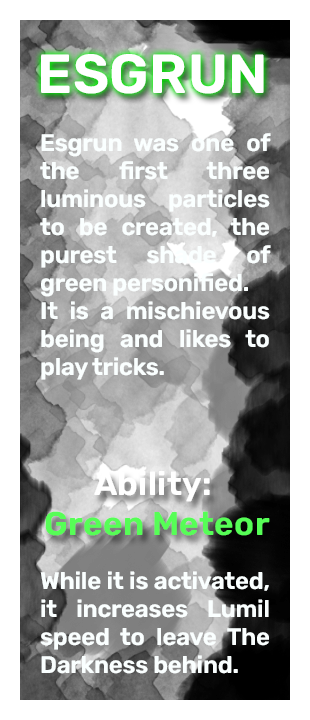 ESGRUN
Esgrun was one of
the first three
luminous particles
to be created, the
purest shade of
green personified.
It is a mischievous
being and likes to
play tricks.
Ability:
Green Meteor
While it is activated,
it increases Lumil
speed to leave The
Darkness behind.